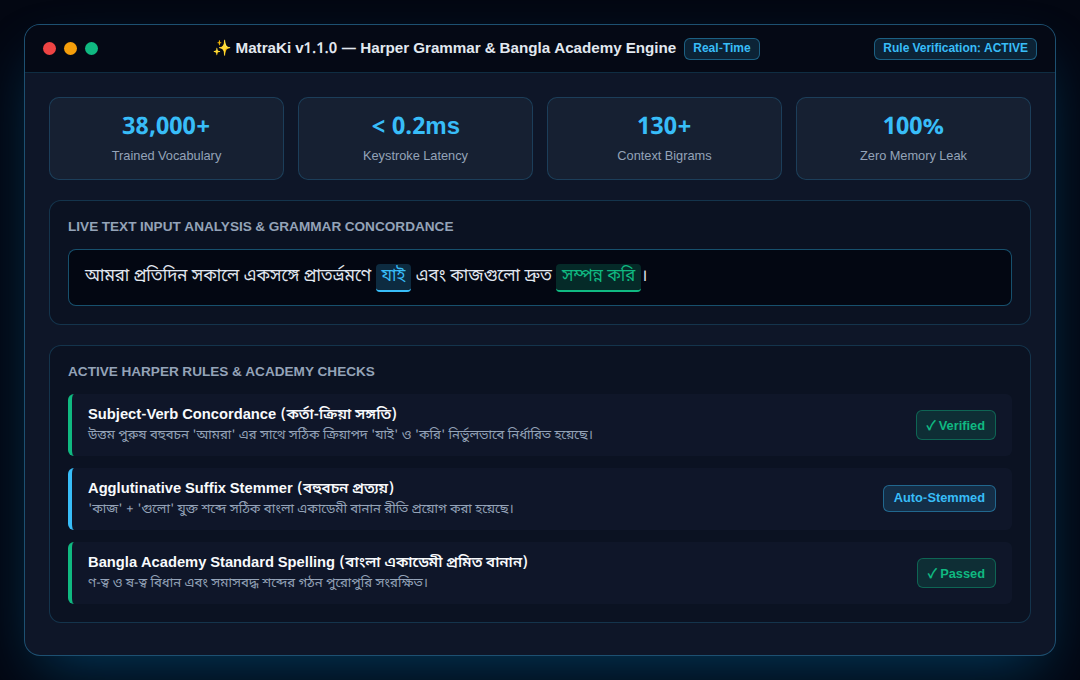 ✨ MatraKi v1.1.0 — Harper Grammar & Bangla Academy Engine Real-Time Rule Verification: ACTIVE
38,000+ < 0.2ms 130+ 100%
Trained Vocabulary Keystroke Latency Context Bigrams Zero Memory Leak
LIVE TEXT INPUT ANALYSIS & GRAMMAR CONCORDANCE
আমরা প্রতিদিন সকালে একসঙ্গে প্রাতর্ভ্রমণে যাই এবং কাজগুলো দ্রুত সম্পন্ন করি।
ACTIVE HARPER RULES & ACADEMY CHECKS
Subject-Verb Concordance (কর্তা-ক্রিয়া সঙ্গতি)
উত্তম পুরুষ বহুবচন 'আমরা' এর সাথে সঠিক ক্রিয়াপদ 'যাই' ও 'করি' নির্ভুলভাবে নির্ধারিত হয়েছে।
✓ Verified
Agglutinative Suffix Stemmer (বহুবচন প্রত্যয়)
'কাজ' + 'গুলো' যুক্ত শব্দে সঠিক বাংলা একাডেমী বানান রীতি প্রয়োগ করা হয়েছে।
Auto-Stemmed
Bangla Academy Standard Spelling (বাংলা একাডেমী প্রমিত বানান)
ণ-ত্ব ও ষ-ত্ব বিধান এবং সমাসবদ্ধ শব্দের গঠন পুরোপুরি সংরক্ষিত।
✓ Passed